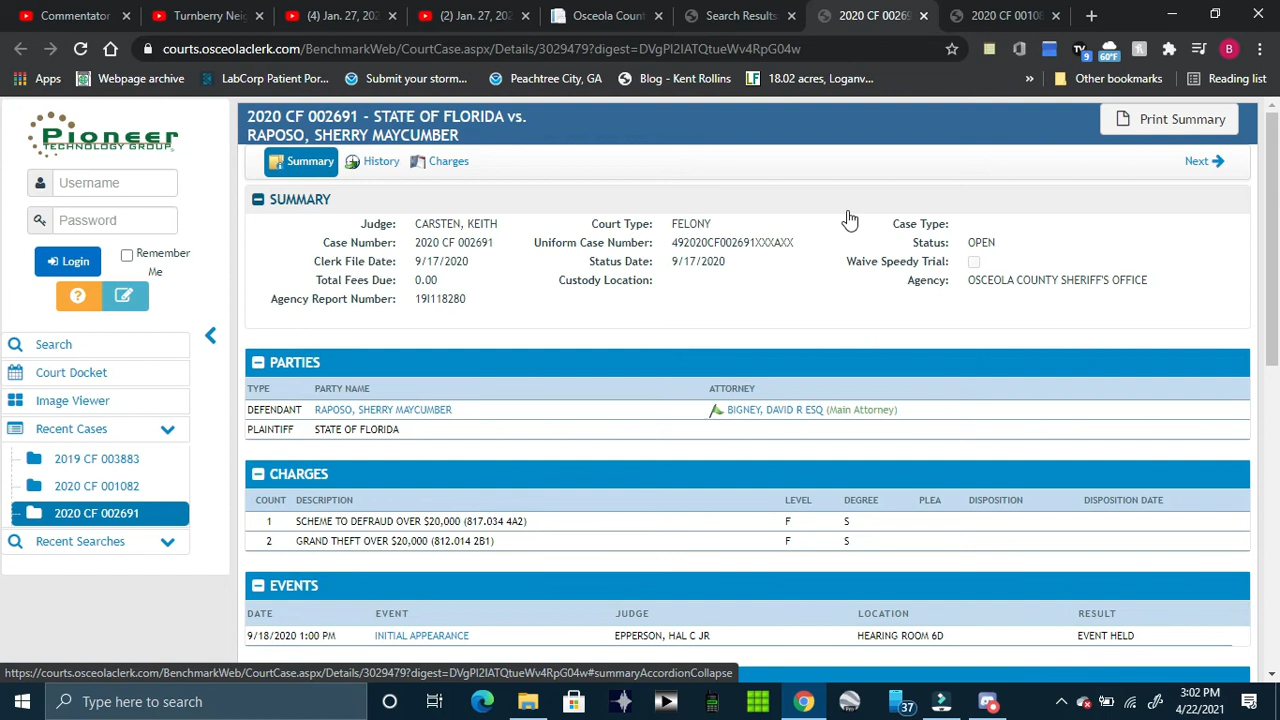 Commentator
Turnberry Neig
(4) Jan. 27, 20
(2) Jan. 27, 20
Osceola Count
Search Results
2020 CF 00269
2020 CF 00108
courts.osceolaclerk.com/BenchmarkWeb/CourtCase.aspx/Details/3029479?digest=DVgPl2IATQtueWv4RpG04w
TV 9
60°F
B
Apps
Webpage archive
LabCorp Patient Por...
Submit your storm...
Peachtree City, GA
Blog - Kent Rollins
LF 18.02 acres, Loganv...
»
Other bookmarks
Reading list
Pioneer
TECHNOLOGY GROUP
Username
Password
Login
Remember
Me
Search
Court Docket
Image Viewer
Recent Cases
2019 CF 003883
2020 CF 001082
2020 CF 002691
Recent Searches
2020 CF 002691 - STATE OF FLORIDA vs.
RAPOSO, SHERRY MAYCUMBER
Print Summary
Summary
History
Charges
Next
SUMMARY
Judge: CARSTEN, KEITH Court Type: FELONY Case Type:
Case Number: 2020 CF 002691 Uniform Case Number: 492020CF002691XXXAXX Status: OPEN
Clerk File Date: 9/17/2020 Status Date: 9/17/2020 Waive Speedy Trial:
Total Fees Due: 0.00 Custody Location: Agency: OSCEOLA COUNTY SHERIFF'S OFFICE
Agency Report Number: 19I118280
PARTIES
TYPE PARTY NAME ATTORNEY
DEFENDANT RAPOSO, SHERRY MAYCUMBER BIGNEY, DAVID R ESQ (Main Attorney)
PLAINTIFF STATE OF FLORIDA
CHARGES
COUNT DESCRIPTION LEVEL DEGREE PLEA DISPOSITION DISPOSITION DATE
1 SCHEME TO DEFRAUD OVER $20,000 (817.034 4A2) F S
2 GRAND THEFT OVER $20,000 (812.014 2B1) F S
EVENTS
DATE EVENT JUDGE LOCATION RESULT
9/18/2020 1:00 PM INITIAL APPEARANCE EPPERSON, HAL C JR HEARING ROOM 6D EVENT HELD
https://courts.osceolaclerk.com/BenchmarkWeb/CourtCase.aspx/Details/3029479?digest=DVgPl2IATQtueWv4RpG04w#summaryAccordionCollapse
Type here to search
37
3:02 PM
4/22/2021